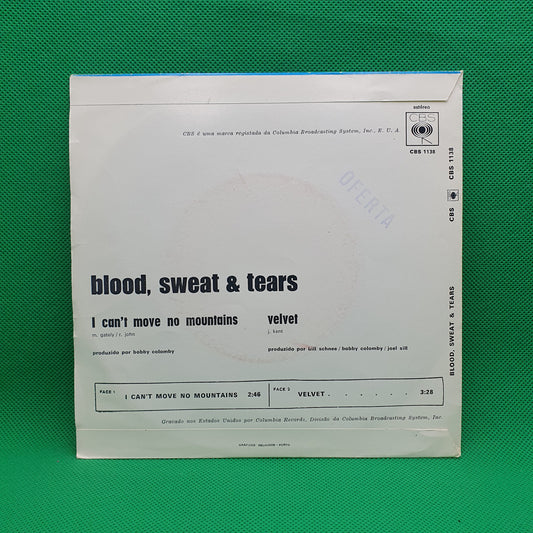 estéreo
CBS
CBS 1138
CBS é uma marca registada da Columbia Broadcasting System, Inc., E. U. A.
OFERTA
blood, sweat & tears
I can't move no mountains
m. gately / r. john
produzido por bobby colomby
velvet
j. kane
produzido por bill schnee / bobby colomby / joel sill
FACE 1
I CAN'T MOVE NO MOUNTAINS 2:46
FACE 2
VELVET . . . . . . 3:28
Gravado nos Estados Unidos por Columbia Records, Divisão da Columbia Broadcasting System, Inc.
BLOOD, SWEAT & TEARS CBS CBS 1138